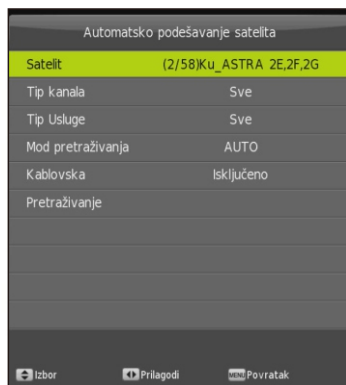 Automatsko podešavanje satelita
Satelit (2/58)Ku_ASTRA 2E,2F,2G
Tip kanala Sve
Tip Usluge Sve
Mod pretraživanja AUTO
Kablovska Isključeno
Pretraživanje
Izbor Prilagodi MENU Povratak